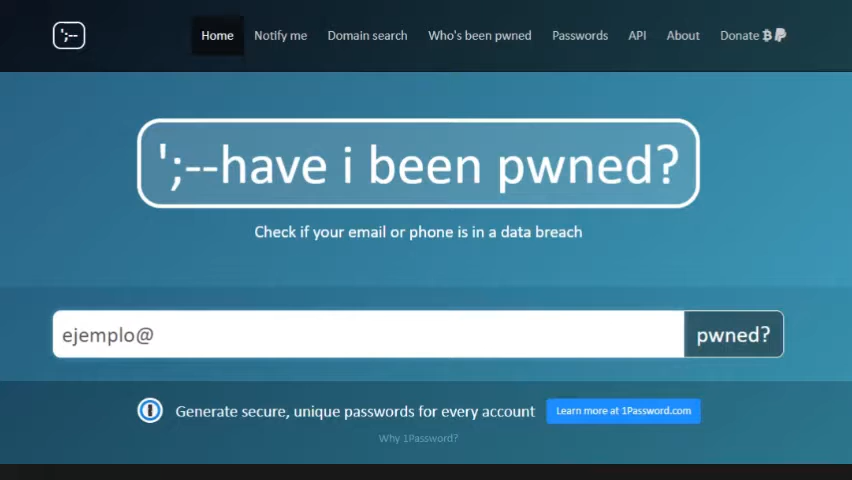 ';--
Home Notify me Domain search Who's been pwned Passwords API About Donate
';--have i been pwned?
Check if your email or phone is in a data breach
ejemplo@ pwned?
Generate secure, unique passwords for every account Learn more at 1Password.com
Why 1Password?